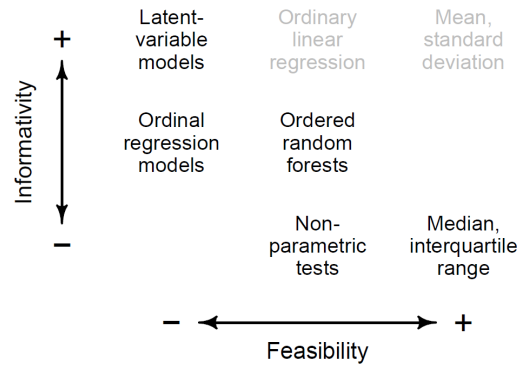 +
Latent-
variable
models
Ordinary
linear
regression
Mean,
standard
deviation
Informativity
Ordinal
regression
models
Ordered
random
forests
−
Non-
parametric
tests
Median,
interquartile
range
− +
Feasibility